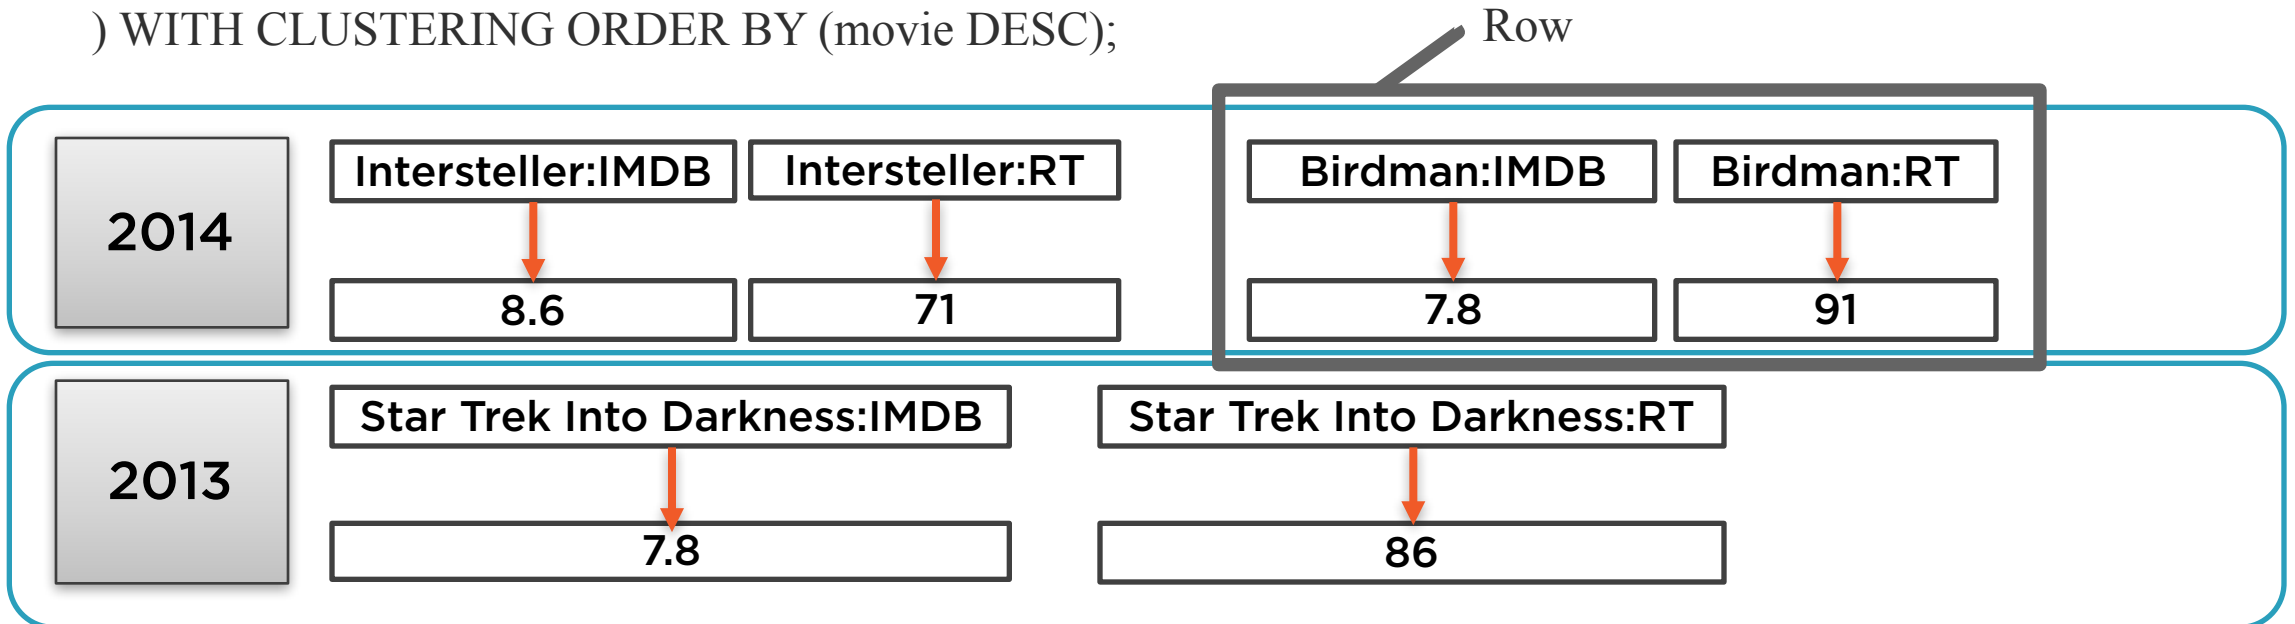 ) WITH CLUSTERING ORDER BY (movie DESC);
Row
2014
Intersteller:IMDB
Intersteller:RT
Birdman:IMDB
Birdman:RT
8.6
71
7.8
91
2013
Star Trek Into Darkness:IMDB
Star Trek Into Darkness:RT
7.8
86